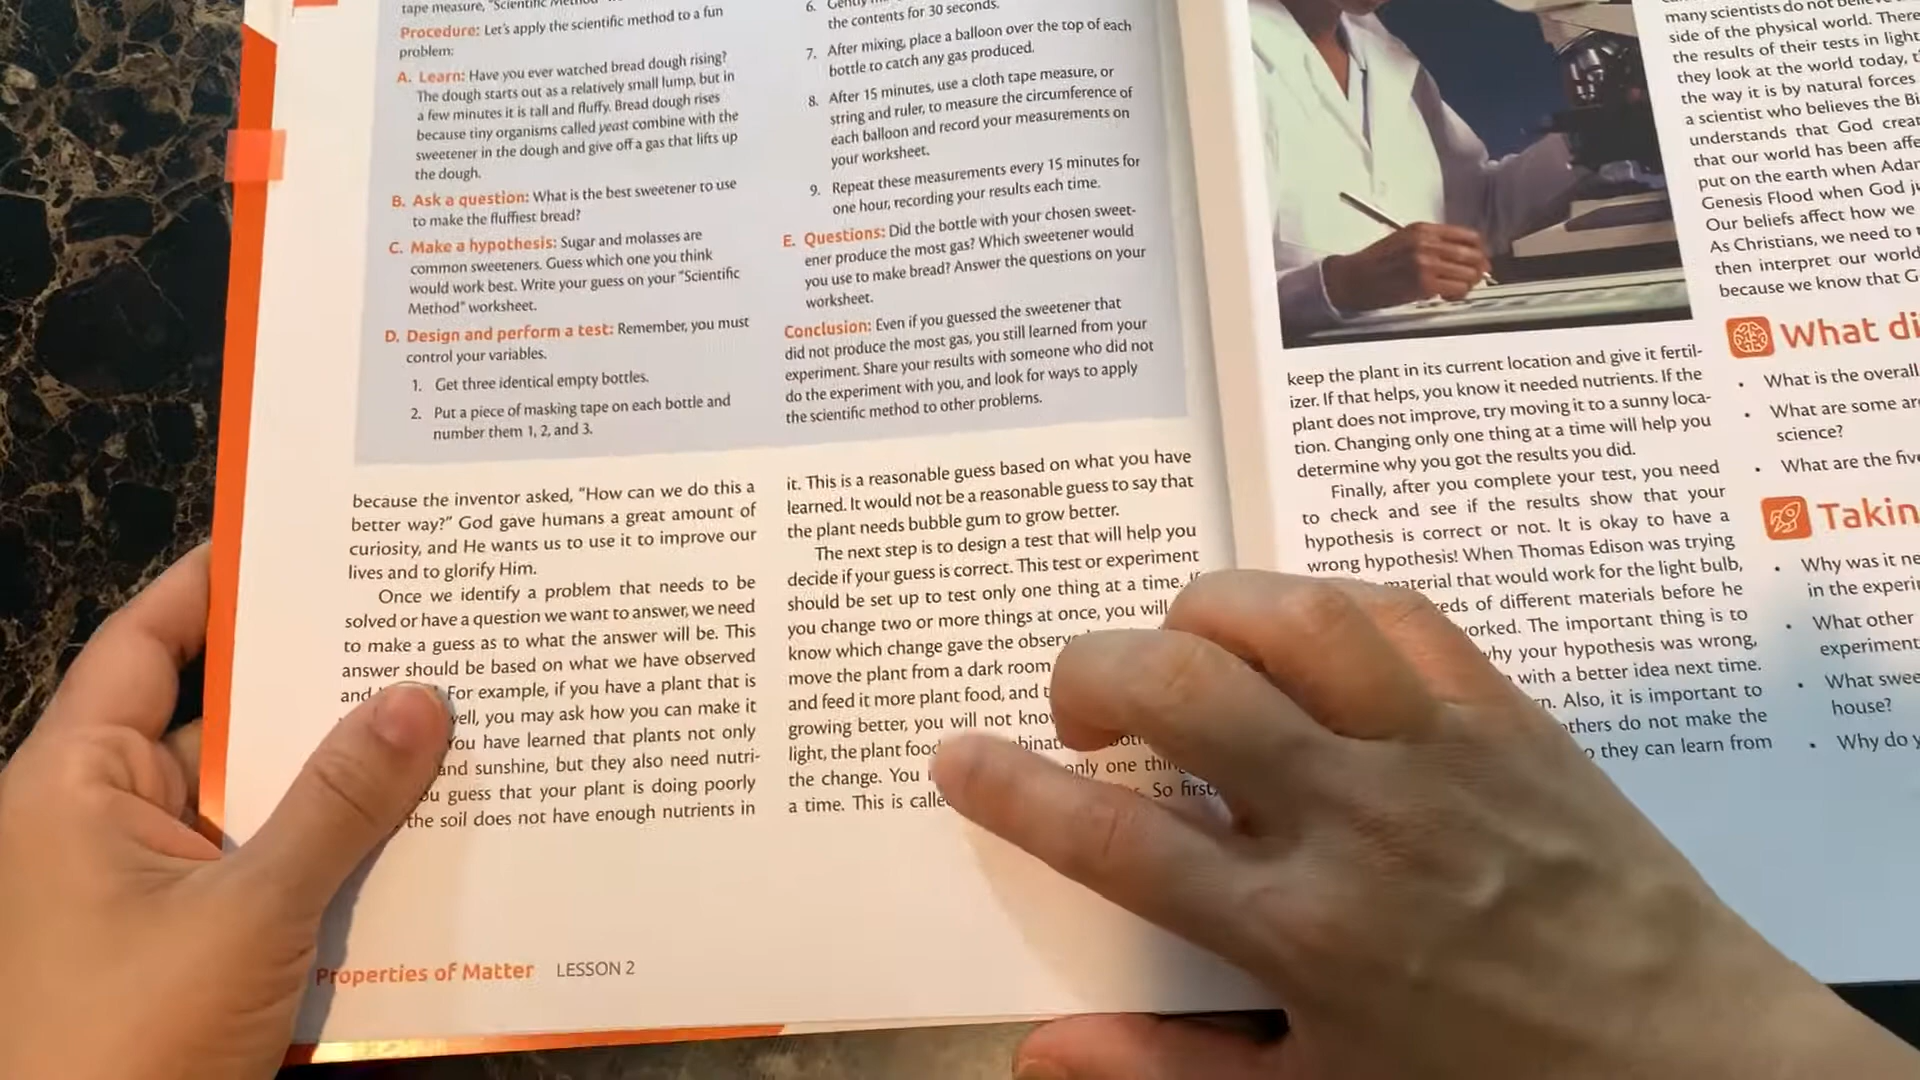 tape measure, "Scientific
Procedure: Let's apply the scientific method to a fun
problem:
A. Learn: Have you ever watched bread dough rising?
The dough starts out as a relatively small lump, but in
a few minutes it is tall and fluffy. Bread dough rises
because tiny organisms called yeast combine with the
sweetener in the dough and give off a gas that lifts up
the dough.
B. Ask a question: What is the best sweetener to use
to make the fluffiest bread?
C. Make a hypothesis: Sugar and molasses are
common sweeteners. Guess which one you think
would work best. Write your guess on your "Scientific
Method" worksheet.
D. Design and perform a test: Remember, you must
control your variables.
1. Get three identical empty bottles.
2. Put a piece of masking tape on each bottle and
number them 1, 2, and 3.
6. Gently
the contents for 30 seconds.
7. After mixing, place a balloon over the top of each
bottle to catch any gas produced.
8. After 15 minutes, use a cloth tape measure, or
string and ruler, to measure the circumference of
each balloon and record your measurements on
your worksheet.
9. Repeat these measurements every 15 minutes for
one hour, recording your results each time.
E. Questions: Did the bottle with your chosen sweet-
ener produce the most gas? Which sweetener would
you use to make bread? Answer the questions on your
worksheet.
Conclusion: Even if you guessed the sweetener that
did not produce the most gas, you still learned from your
experiment. Share your results with someone who did not
do the experiment with you, and look for ways to apply
the scientific method to other problems.
because the inventor asked, "How can we do this a
better way?" God gave humans a great amount of
curiosity, and He wants us to use it to improve our
lives and to glorify Him.
Once we identify a problem that needs to be
solved or have a question we want to answer, we need
to make a guess as to what the answer will be. This
answer should be based on what we have observed
and For example, if you have a plant that is
you may ask how you can make it
You have learned that plants not only
and sunshine, but they also need nutri-
guess that your plant is doing poorly
the soil does not have enough nutrients in
it. This is a reasonable guess based on what you have
learned. It would not be a reasonable guess to say that
the plant needs bubble gum to grow better.
The next step is to design a test that will help you
decide if your guess is correct. This test or experiment
should be set up to test only one thing at a time. If
you change two or more things at once, you will
know which change gave the
move the plant from a dark room
and feed it more plant food, and
growing better, you will not
light, the plant
the change. You only one
a time. This is So first,
Properties of Matter LESSON 2
keep the plant in its current location and give it fertil-
izer. If that helps, you know it needed nutrients. If the
plant does not improve, try moving it to a sunny loca-
tion. Changing only one thing at a time will help you
determine why you got the results you did.
Finally, after you complete your test, you need
to check and see if the results show that your
hypothesis is correct or not. It is okay to have a
wrong hypothesis! When Thomas Edison was trying
material that would work for the light bulb,
of different materials before he
The important thing is to
why your hypothesis was wrong,
with a better idea next time.
Also, it is important to
others do not make the
they can learn from
many scientists do not believe
side of the physical world. There
the results of their tests in light
they look at the world today,
the way it is by natural forces
a scientist who believes the
understands that God
that our world has been
put on the earth when Adam
Genesis Flood when God
Our beliefs affect how we
As Christians, we need to
then interpret our world
because we know that
What
• What is the overall
• What are some
science?
• What are the
Why was it
in the
• What other
experiment
• What
house?
• Why do